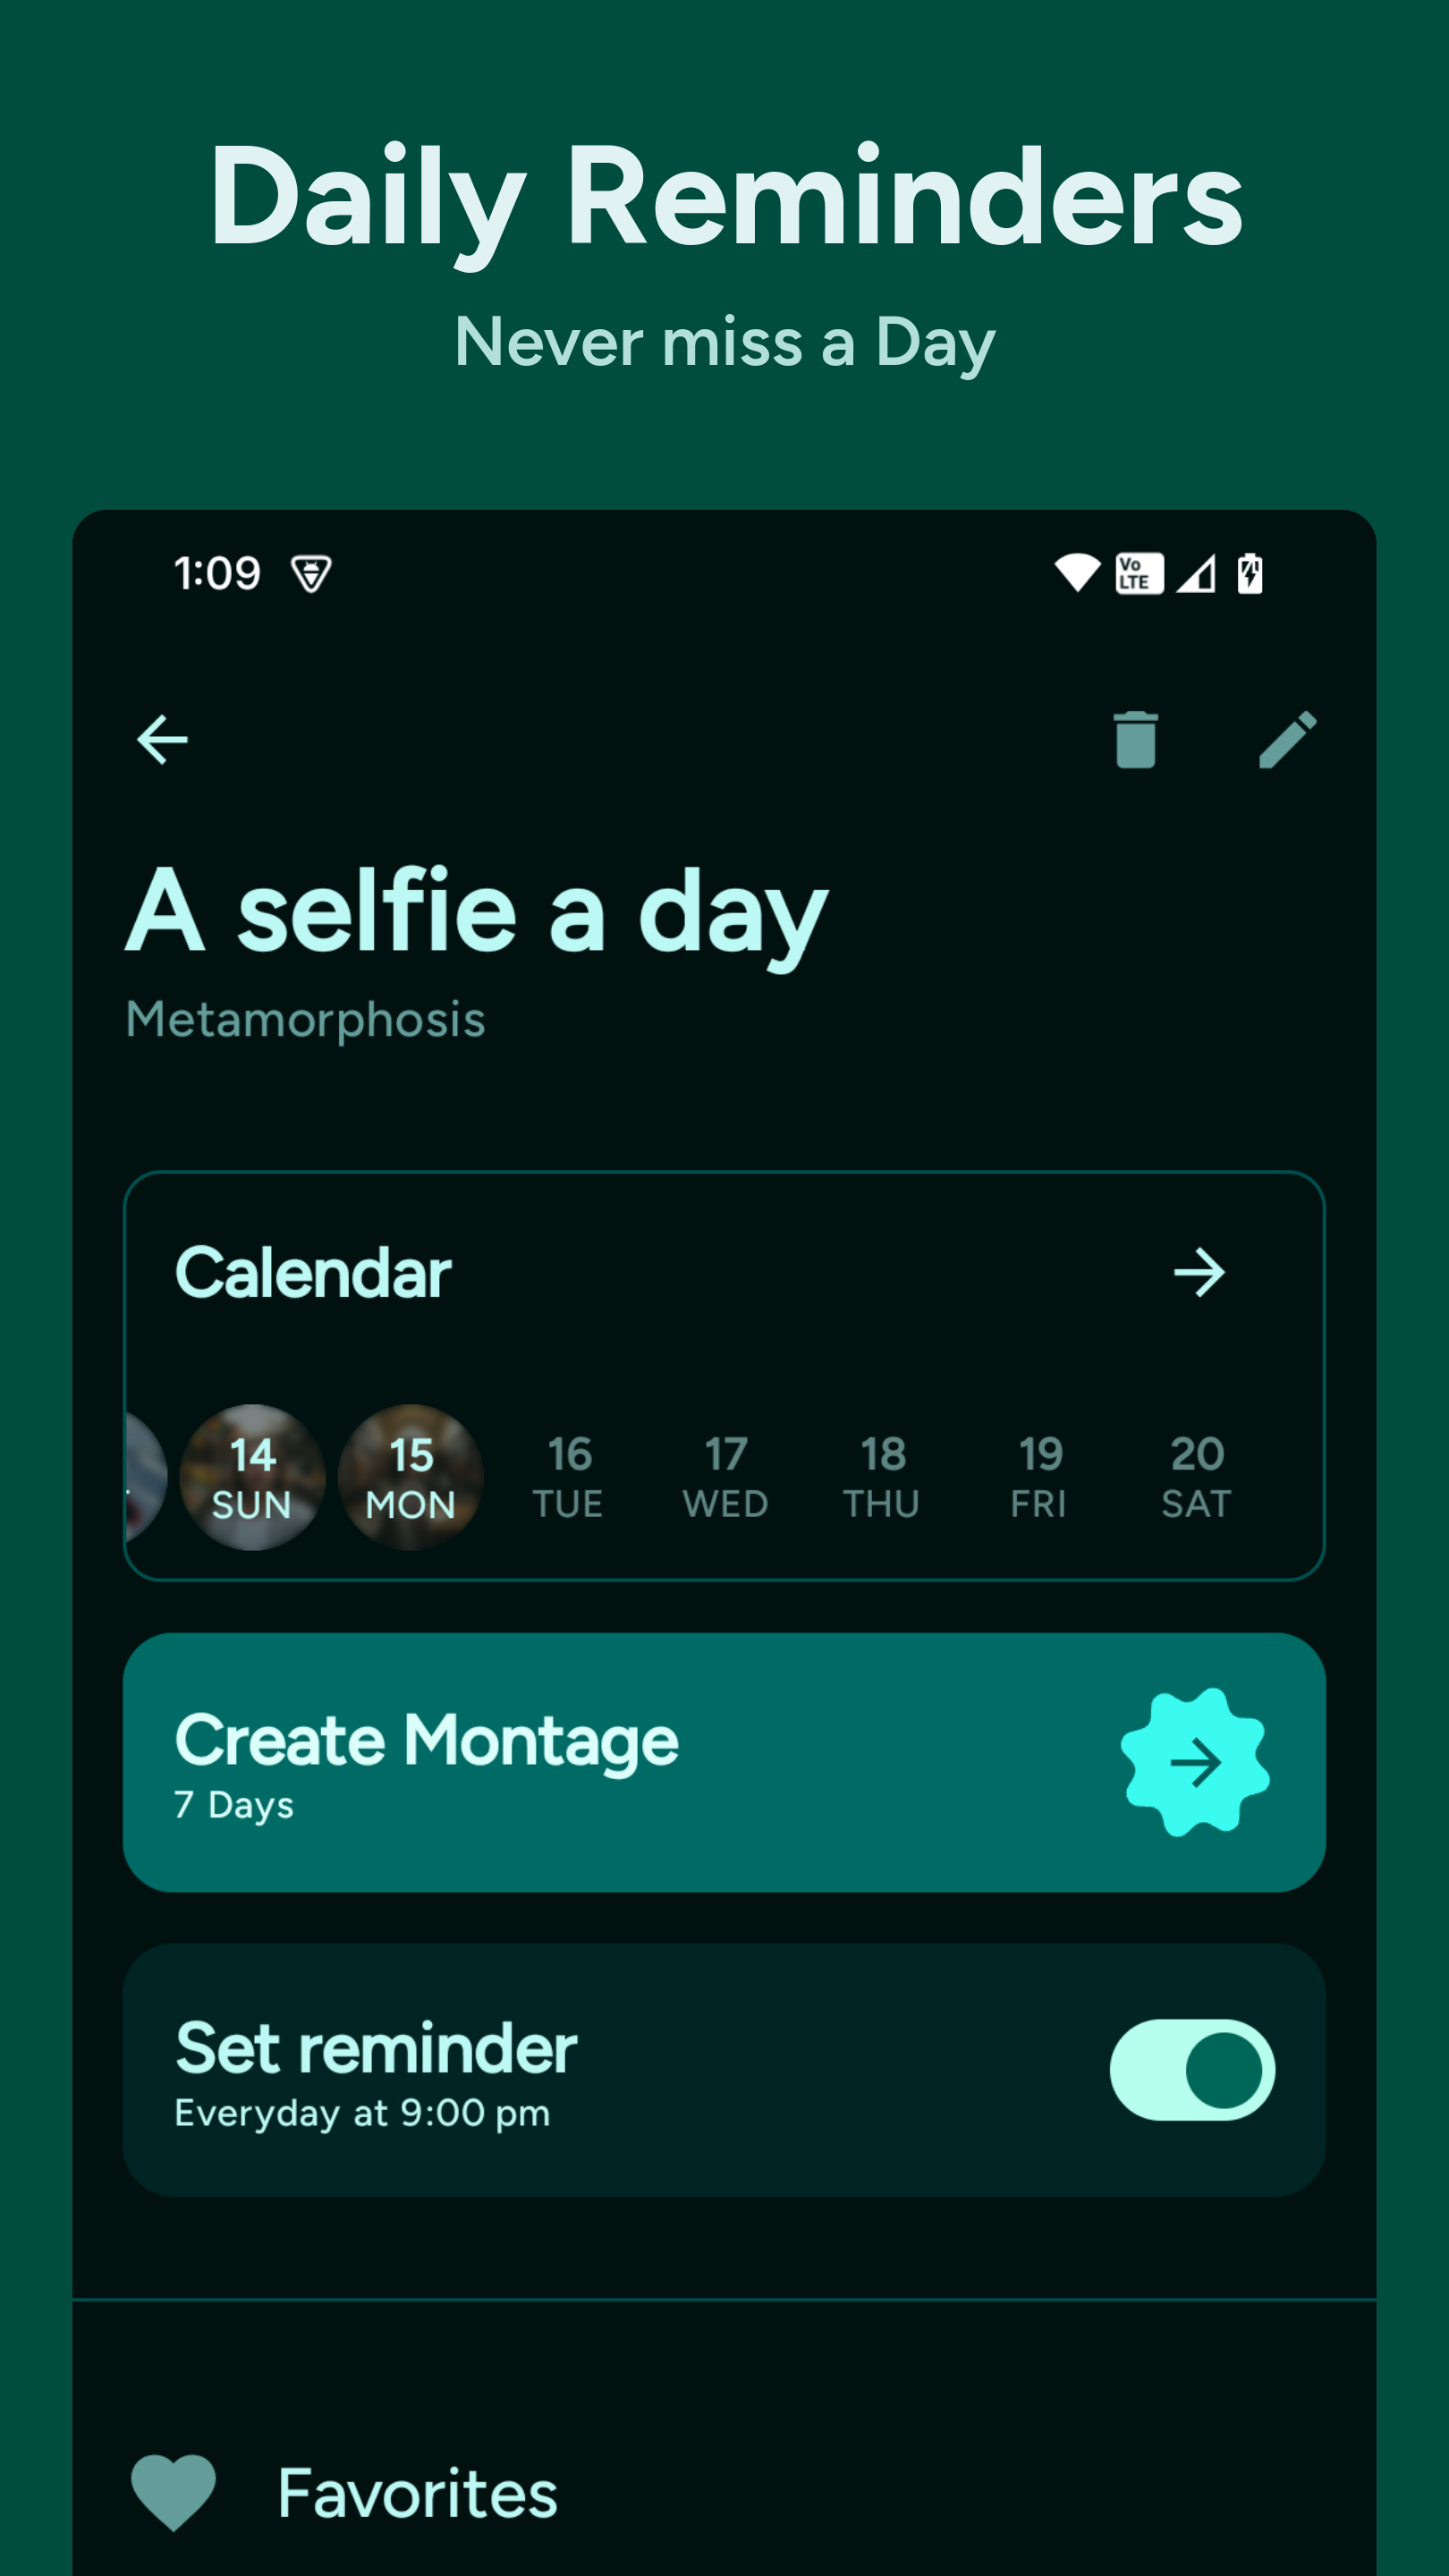 Daily Reminders
Never miss a Day
1:09
Vo
LTE
A selfie a day
Metamorphosis
Calendar
14 15 16 17 18 19 20
SUN MON TUE WED THU FRI SAT
Create Montage
7 Days
Set reminder
Everyday at 9:00 pm
Favorites